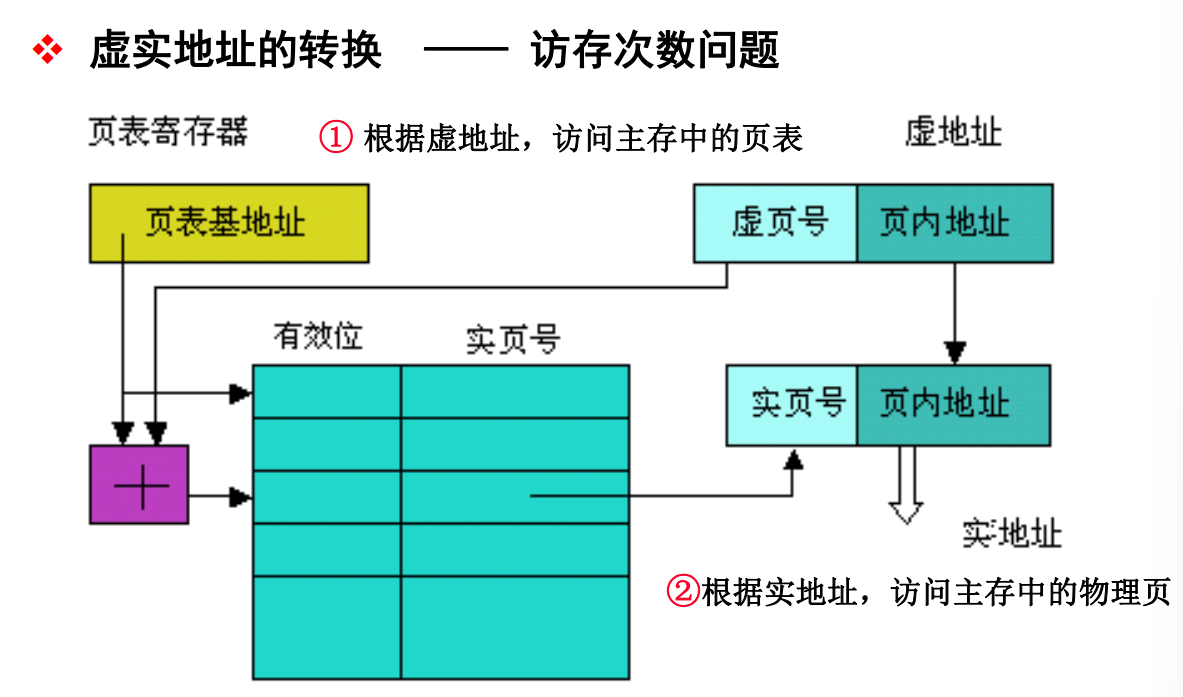 虚实地址的转换 —— 访存次数问题
页表寄存器
① 根据虚地址，访问主存中的页表
虚地址
页表基地址
虚页号
页内地址
有效位
实页号
实页号
页内地址
实地址
②根据实地址，访问主存中的物理页